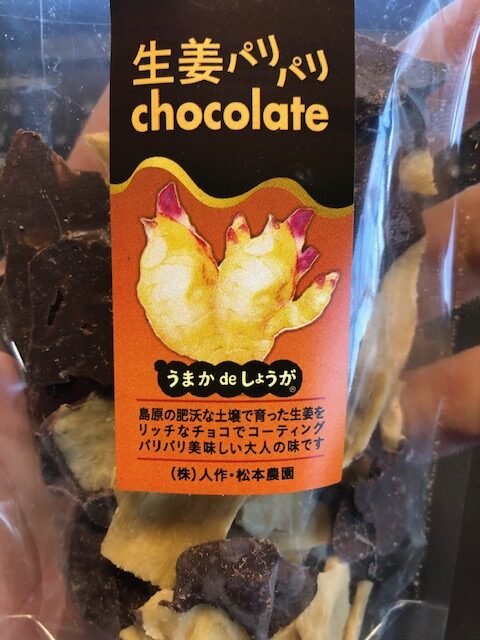 生姜パリパリ
chocolate
うまか de しょうが®
島原の肥沃な土壌で育った生姜を
リッチなチョコでコーティング
パリパリ美味しい大人の味です
（株）人作・松本農園